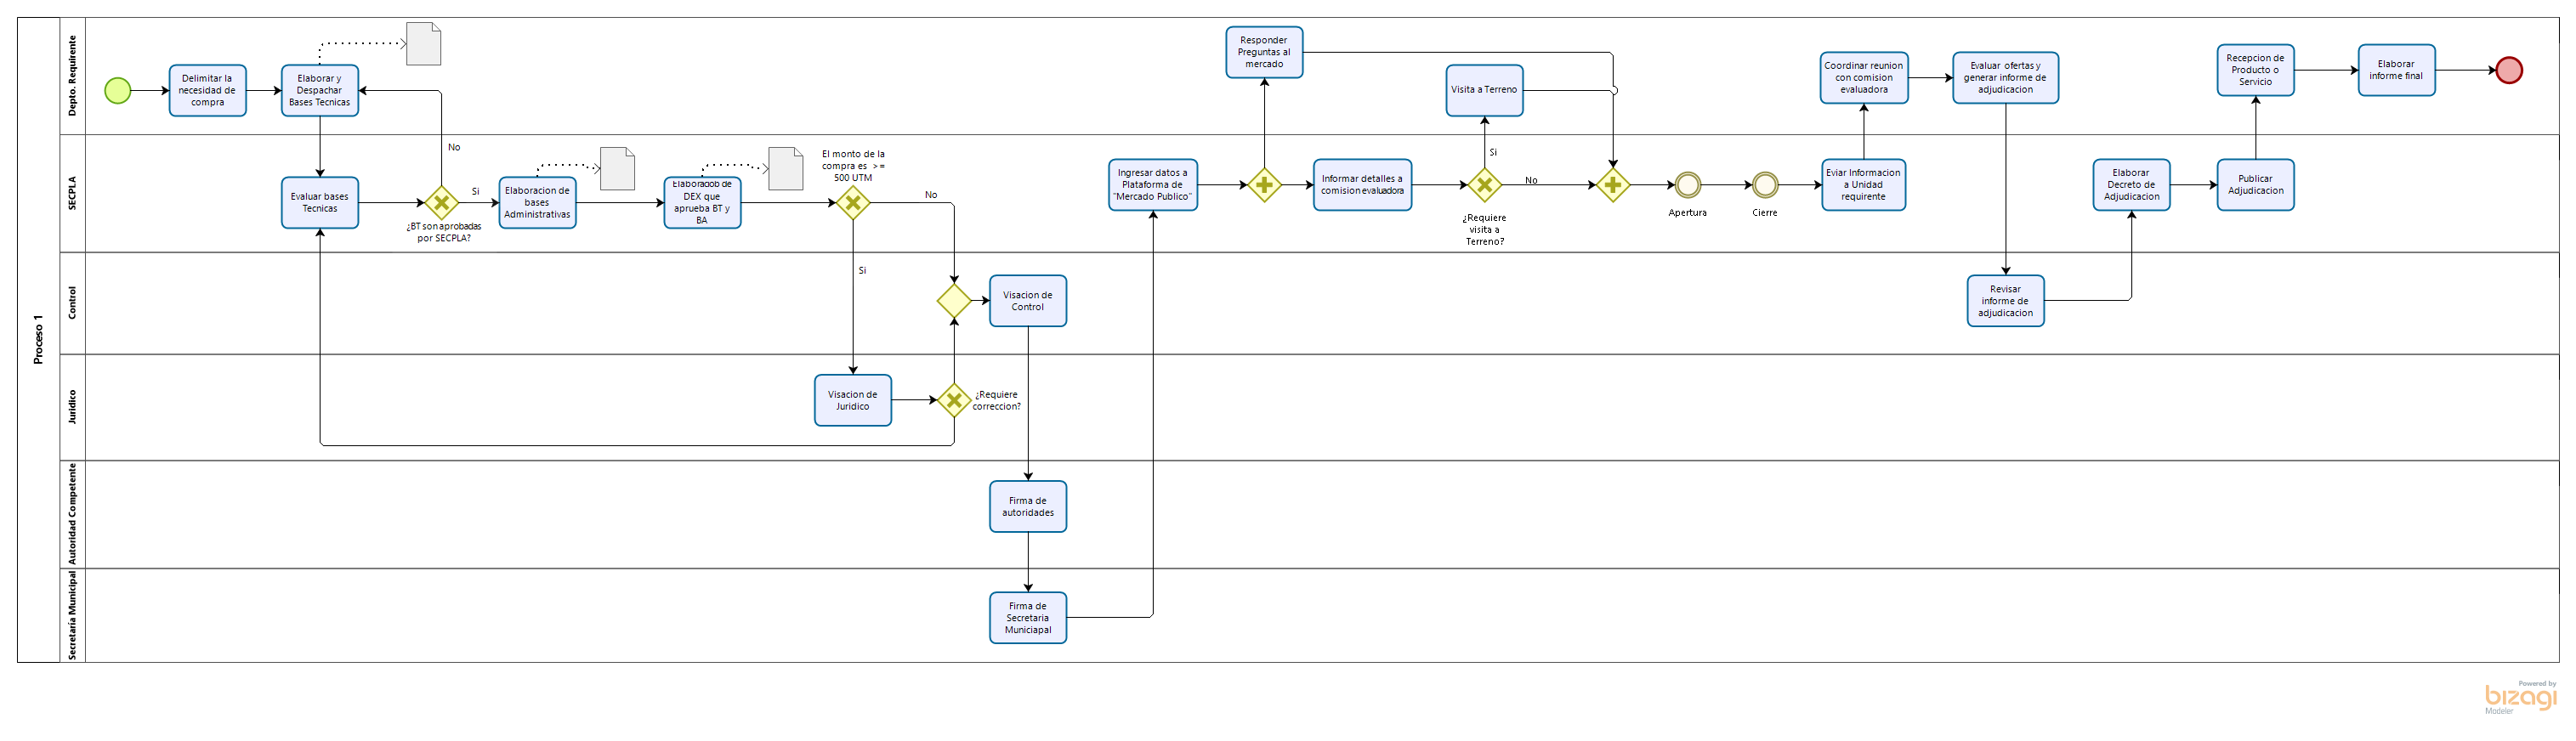 Proceso 1
Depto. Requirente
Delimitar la
necesidad de
compra
Elaborar y
Despachar
Bases Tecnicas
Responder
Preguntas al
mercado
Visita a Terreno
Coordinar reunion
con comision
evaluadora
Evaluar ofertas y
generar informe de
adjudicacion
Recepcion de
Producto o
Servicio
Elaborar
informe final
SECPLA
Evaluar bases
Tecnicas
No
Si
¿BT son aprobadas
por SECPLA?
Elaboracion de
bases
Administrativas
Elaboradob de
DEX que
aprueba BT y
BA
El monto de la
compra es >=
500 UTM
No
Si
Ingresar datos a
Plataforma de
"Mercado Publico"
Informar detalles a
comision evaluadora
Si
No
¿Requiere
visita a
Terreno?
Apertura
Cierre
Eviar Informacion
a Unidad
requirente
Elaborar
Decreto de
Adjudicacion
Publicar
Adjudicacion
Control
Visacion de
Control
Revisar
informe de
adjudicacion
Juridico
Visacion de
Juridico
¿Requiere
correccion?
Autoridad Competente
Firma de
autoridades
Secretaría Municipal
Firma de
Secretaria
Municiapal
Powered by
bizagi
Modeler